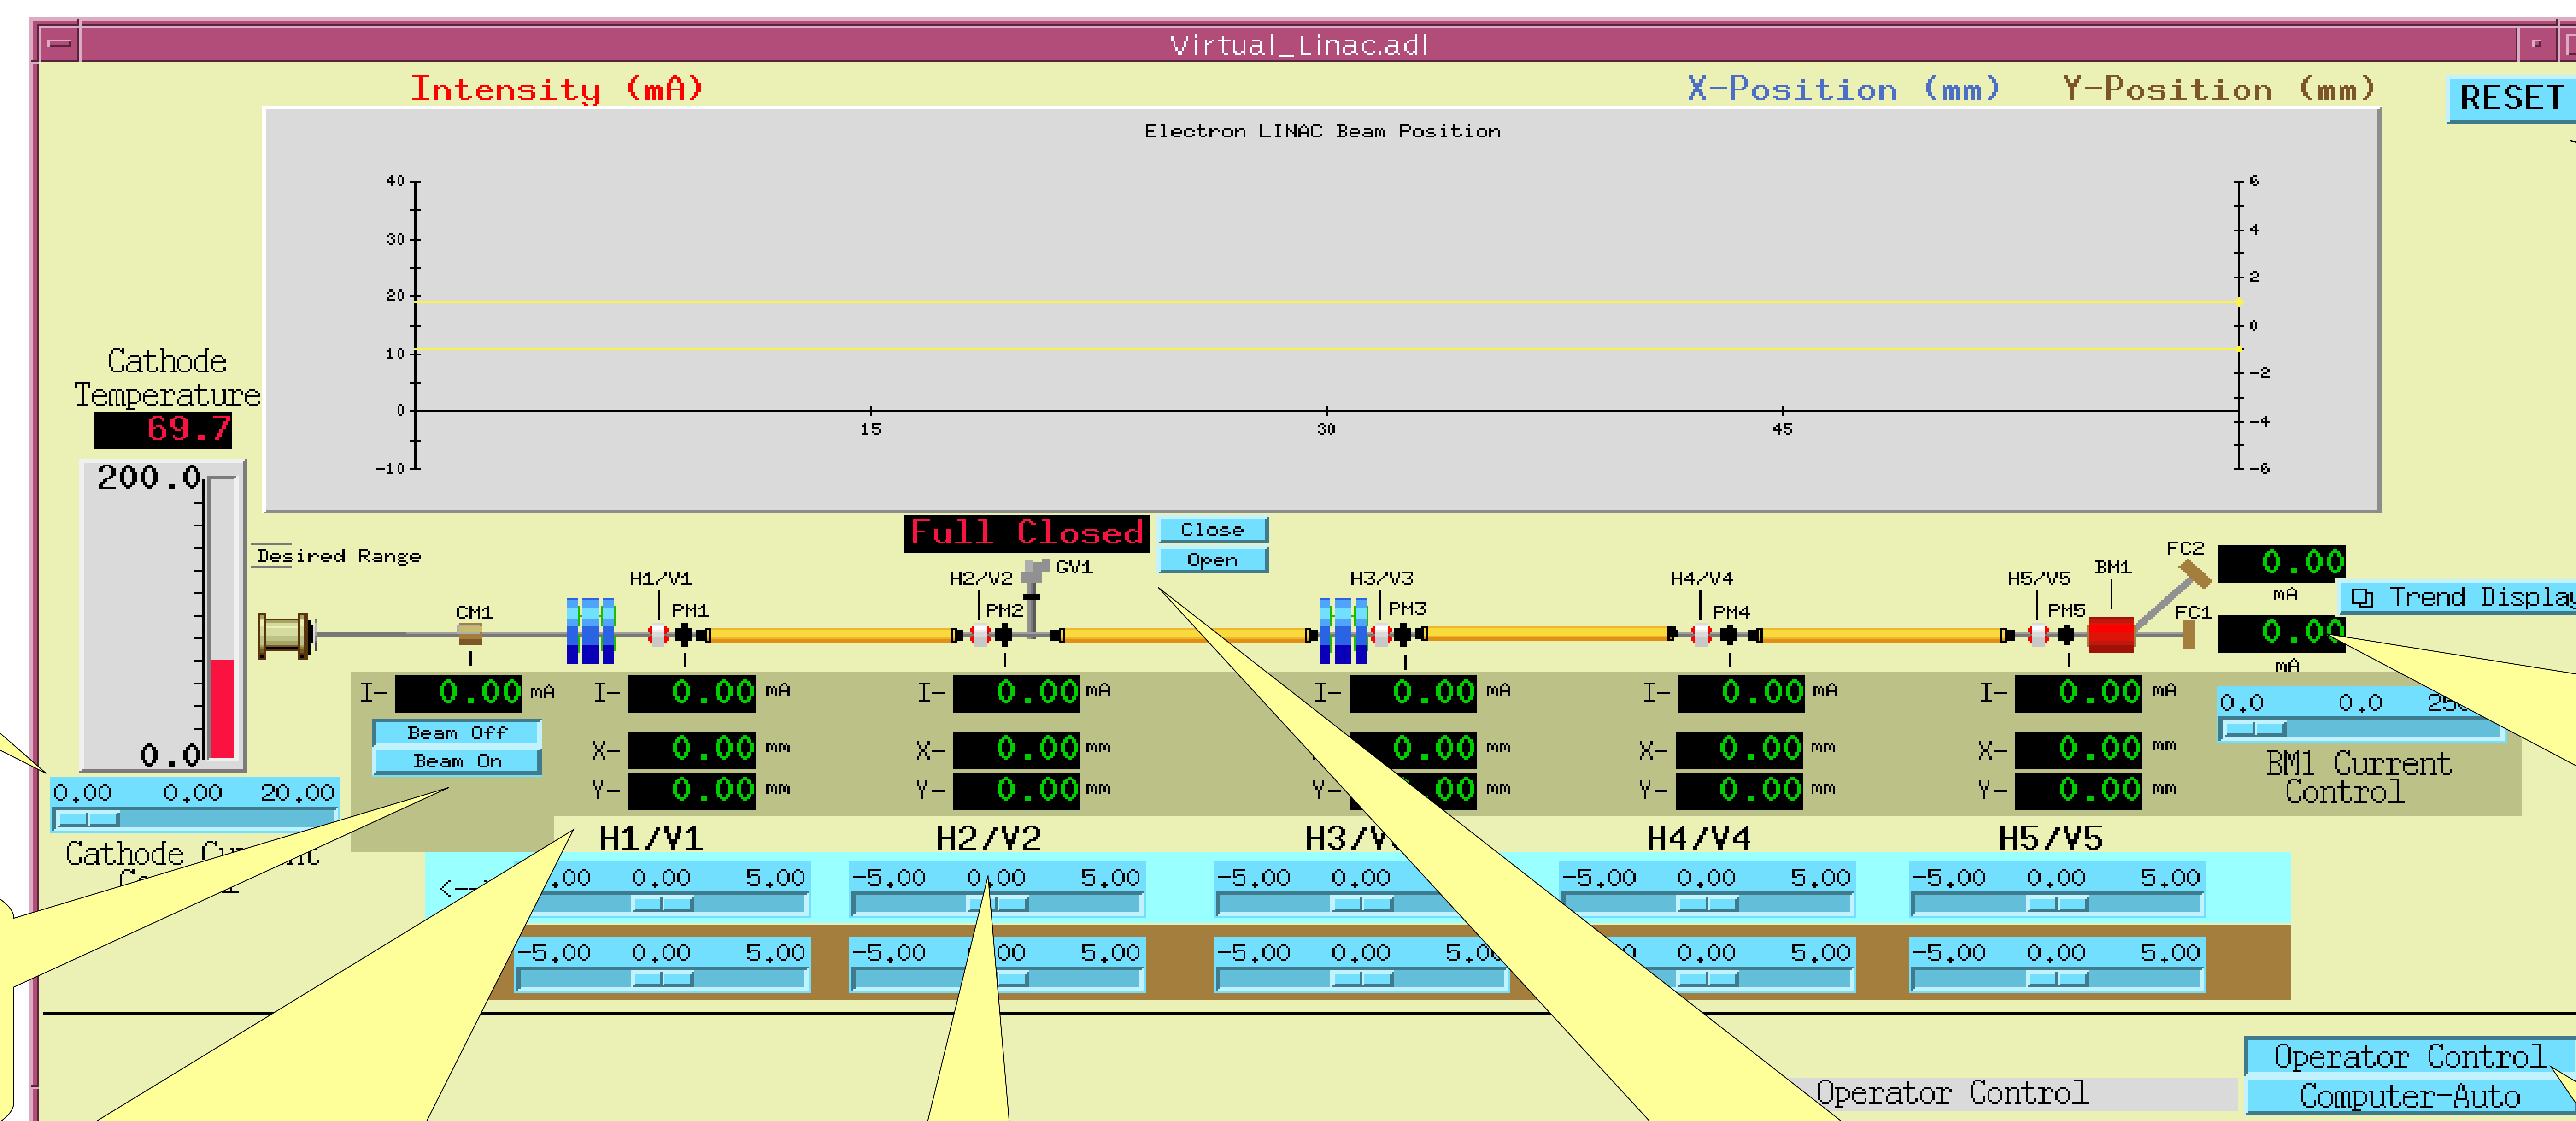 Virtual_Linac.adl
Intensity (mA) X-Position (mm) Y-Position (mm)
RESET
Electron LINAC Beam Position
40 6
30 4
2
20
0
10
-2
0 -4
15 30 45
-10 -6
Cathode
Temperature
69.7
200.0
0.0
Desired Range
Full Closed Close
Open
GV1
H1/V1 H2/V2 H3/V3 H4/V4 H5/V5 BM1 FC2 0.00
mA
CM1 PM1 PM2 PM3 PM4 PM5 FC1 0.00
mA
Trend Display
I- 0.00 mA I- 0.00 mA I- 0.00 mA I- 0.00 mA I- 0.00 mA I- 0.00 mA
0.0 0.0
Beam Off
Beam On
X- 0.00 mm X- 0.00 mm 0.00 mm X- 0.00 mm X- 0.00 mm
Y- 0.00 mm Y- 0.00 mm Y- 00 mm Y- 0.00 mm Y- 0.00 mm
BM1 Current
Control
0.00 0.00 20.00
Cathode
H1/V1 H2/V2 H3/V H4/V4 H5/V5
<-- .00 0.00 5.00 -5.00 0.00 5.00 -5.00 0.00 -5.00 0.00 5.00 -5.00 0.00 5.00
-5.00 0.00 5.00 -5.00 00 5.00 -5.00 0.00 5.00 0 0.00 5.00 -5.00 0.00 5.00
Operator Control
Operator Control
Computer-Auto